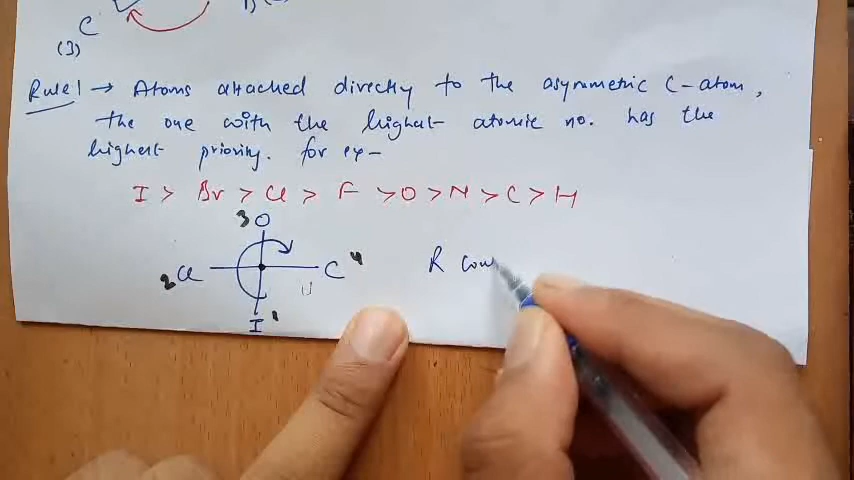 C
(3)
Rule 1 → Atoms attached directly to the asymmetric C-atom,
the one with the highest atomic no. has the
highest priority. for ex-
I > Br > Cl > F > O > N > C > H
3 O
2 Cl C 4
I 1
R